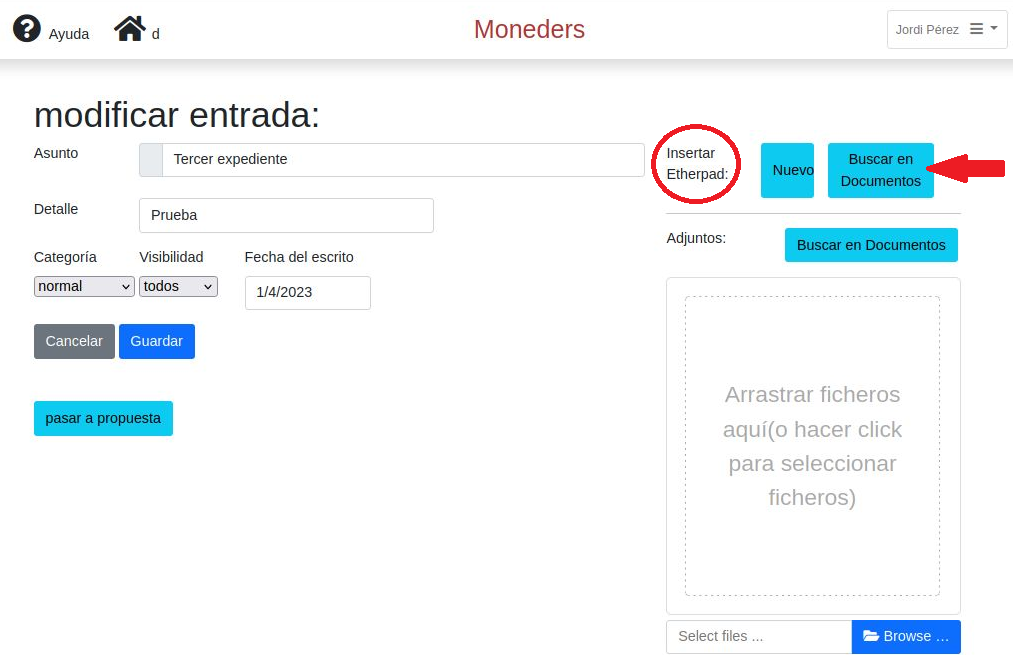 Ayuda
d
Moneders
Jordi Pérez
modificar entrada:
Asunto
Tercer expediente
Detalle
Prueba
Categoría
Visibilidad
Fecha del escrito
normal
todos
1/4/2023
Cancelar
Guardar
pasar a propuesta
Insertar
Etherpad:
Nuevo
Buscar en
Documentos
Adjuntos:
Buscar en Documentos
Arrastrar ficheros
aquí(o hacer click
para seleccionar
ficheros)
Select files ...
Browse …